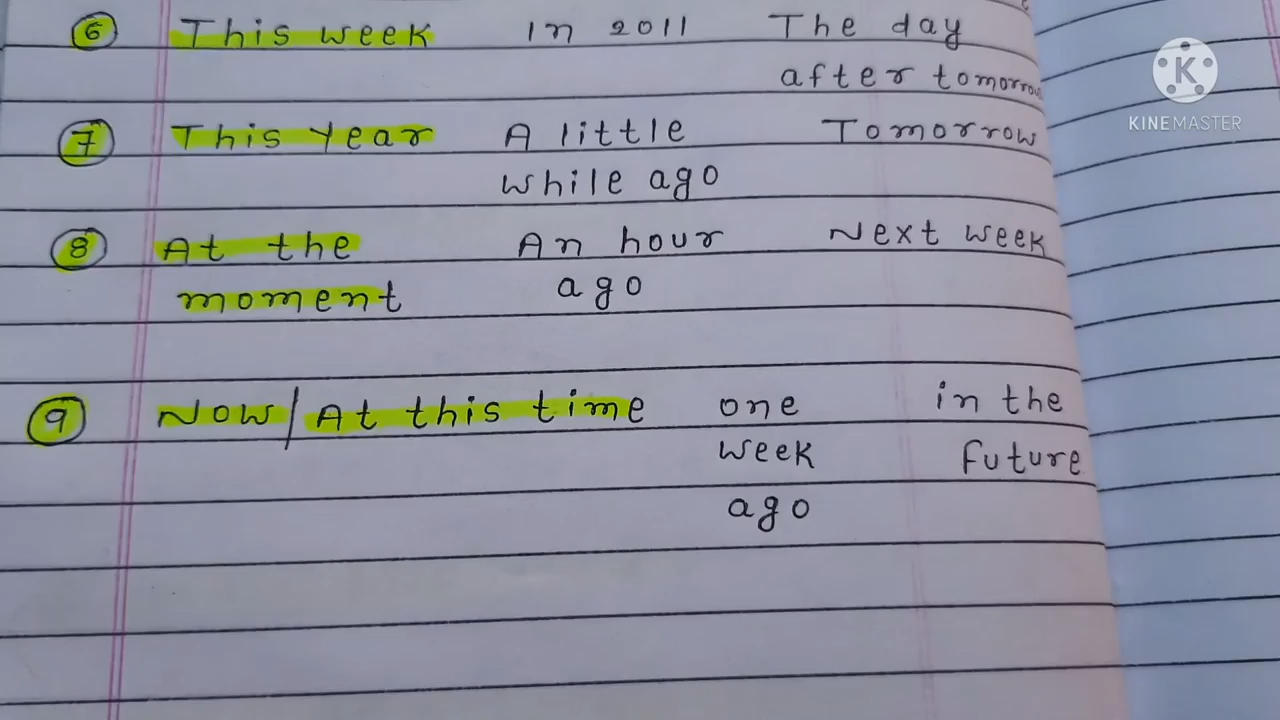 6 This week In 2011 The day
after tomorrow
7 This Year A little Tomorrow
while ago
8 At the An hour Next week
moment ago
9 Now/At this time one in the
week future
ago
K
KINEMASTER